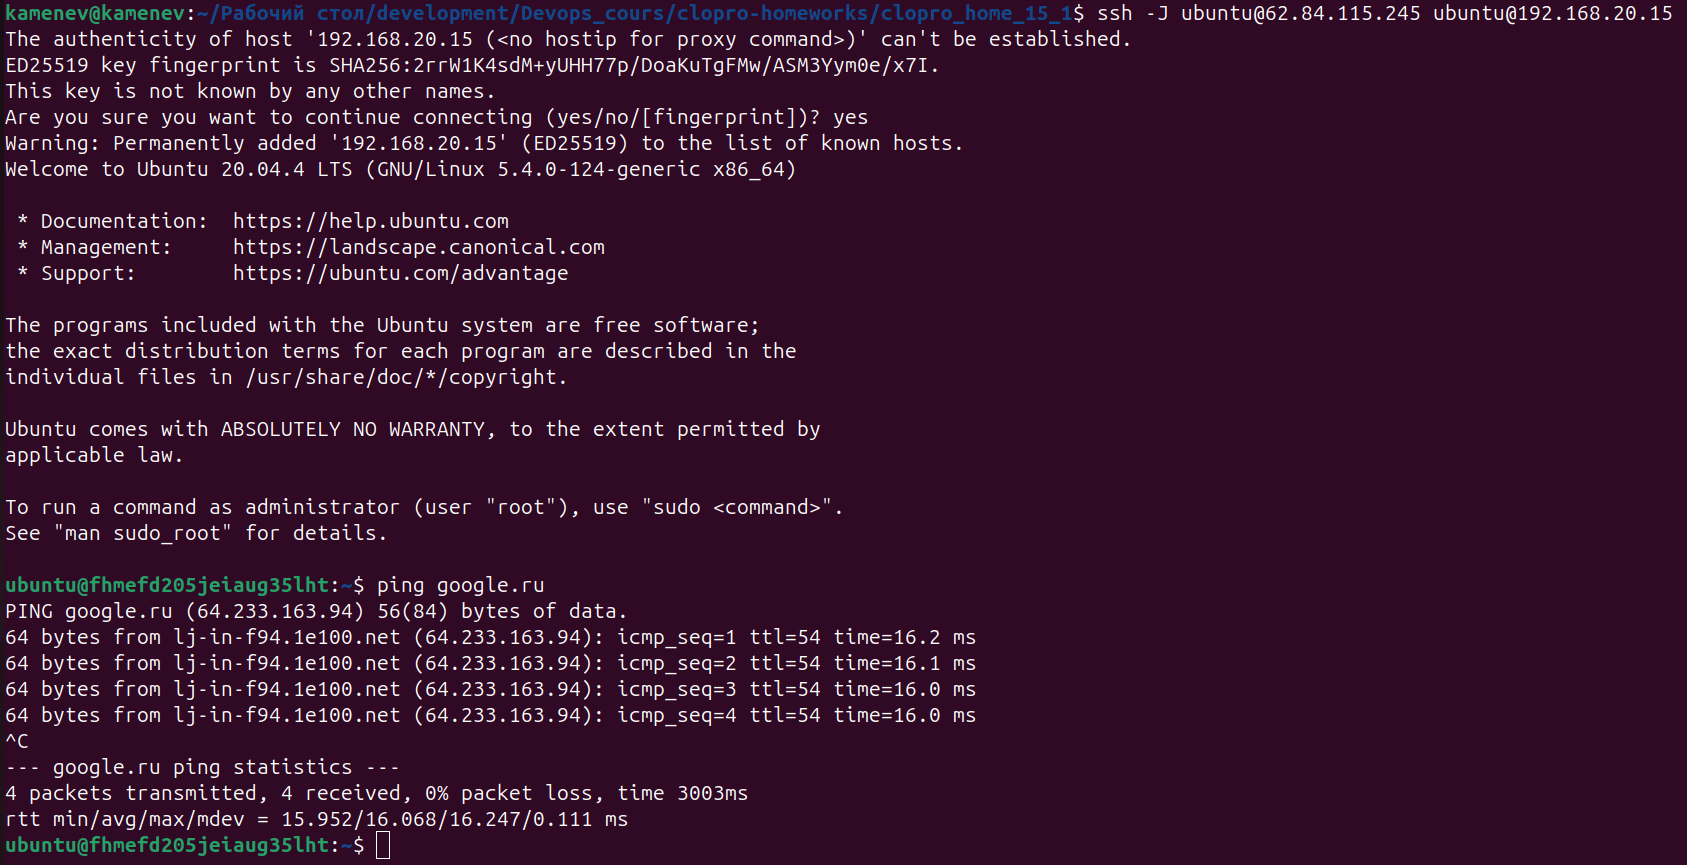 kamenev@kamenev:~/Рабочий стол/development/Devops_cours/clopro-homeworks/clopro_home_15_1$ ssh -J ubuntu@62.84.115.245 ubuntu@192.168.20.15
The authenticity of host '192.168.20.15 (<no hostip for proxy command>)' can't be established.
ED25519 key fingerprint is SHA256:2rrW1K4sdM+yUHH77p/DoaKuTgFMw/ASM3Yym0e/x7I.
This key is not known by any other names.
Are you sure you want to continue connecting (yes/no/[fingerprint])? yes
Warning: Permanently added '192.168.20.15' (ED25519) to the list of known hosts.
Welcome to Ubuntu 20.04.4 LTS (GNU/Linux 5.4.0-124-generic x86_64)

 * Documentation:  https://help.ubuntu.com
 * Management:     https://landscape.canonical.com
 * Support:        https://ubuntu.com/advantage

The programs included with the Ubuntu system are free software;
the exact distribution terms for each program are described in the
individual files in /usr/share/doc/*/copyright.

Ubuntu comes with ABSOLUTELY NO WARRANTY, to the extent permitted by
applicable law.

To run a command as administrator (user "root"), use "sudo <command>".
See "man sudo_root" for details.

ubuntu@fhmefd205jeiaug35lht:~$ ping google.ru
PING google.ru (64.233.163.94) 56(84) bytes of data.
64 bytes from lj-in-f94.1e100.net (64.233.163.94): icmp_seq=1 ttl=54 time=16.2 ms
64 bytes from lj-in-f94.1e100.net (64.233.163.94): icmp_seq=2 ttl=54 time=16.1 ms
64 bytes from lj-in-f94.1e100.net (64.233.163.94): icmp_seq=3 ttl=54 time=16.0 ms
64 bytes from lj-in-f94.1e100.net (64.233.163.94): icmp_seq=4 ttl=54 time=16.0 ms
^C
--- google.ru ping statistics ---
4 packets transmitted, 4 received, 0% packet loss, time 3003ms
rtt min/avg/max/mdev = 15.952/16.068/16.247/0.111 ms
ubuntu@fhmefd205jeiaug35lht:~$